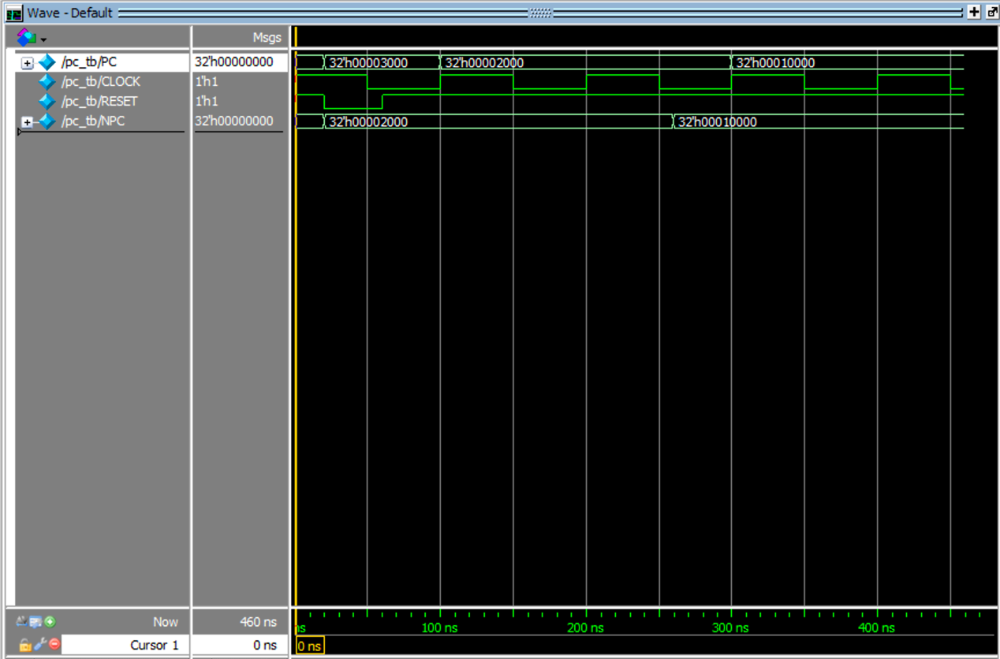 Wave - Default
Msgs
/pc_tb/PC 32'h00000000 32'h00003000 32'h00002000 32'h00010000
/pc_tb/CLOCK 1'h1
/pc_tb/RESET 1'h1
/pc_tb/NPC 32'h00000000 32'h00002000 32'h00010000
Now 460 ns ns 100 ns 200 ns 300 ns 400 ns
Cursor 1 0 ns 0 ns